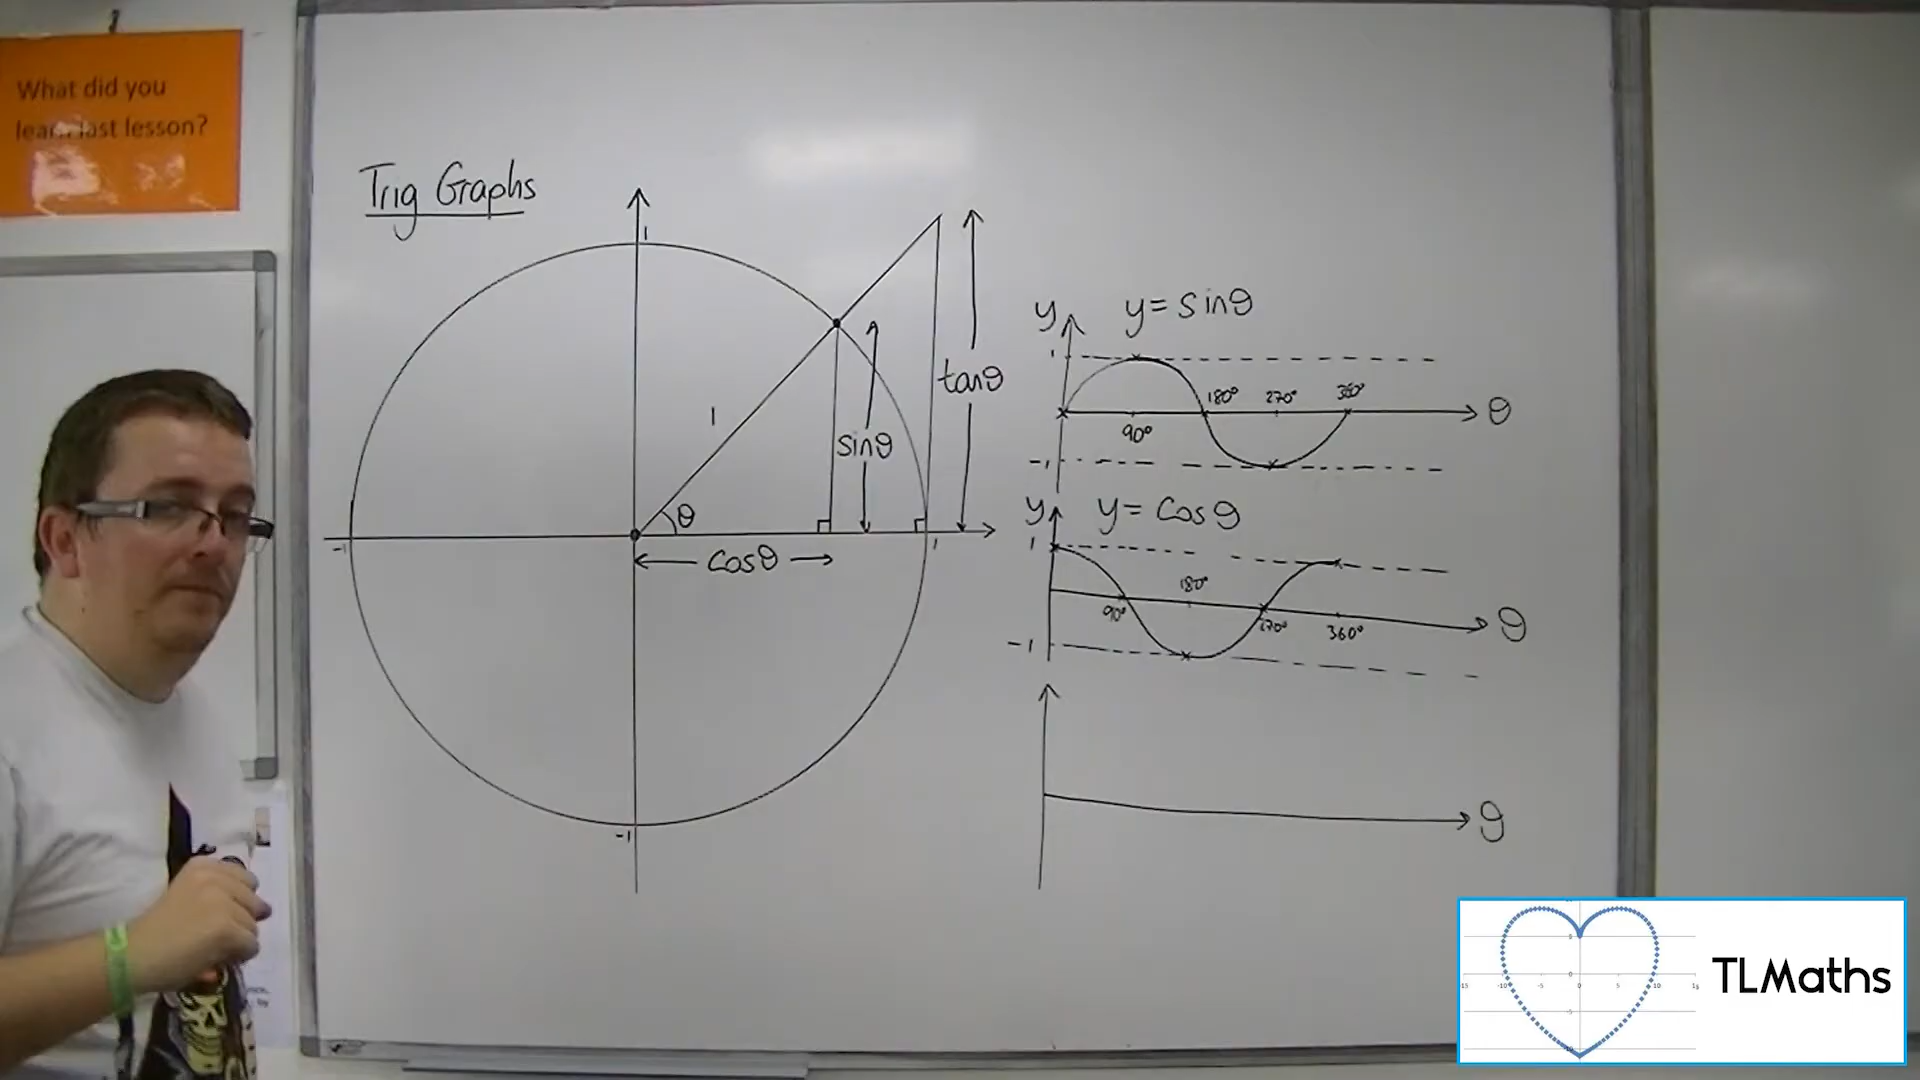 What did you
learn last lesson?
Trig Graphs
1
1
θ
cosθ
sinθ
tanθ
-1
1
-1
y
y=sinθ
1
180°
270°
360°
θ
90°
-1
y
y=cosθ
1
180°
90°
270°
360°
θ
-1
θ
TLMaths